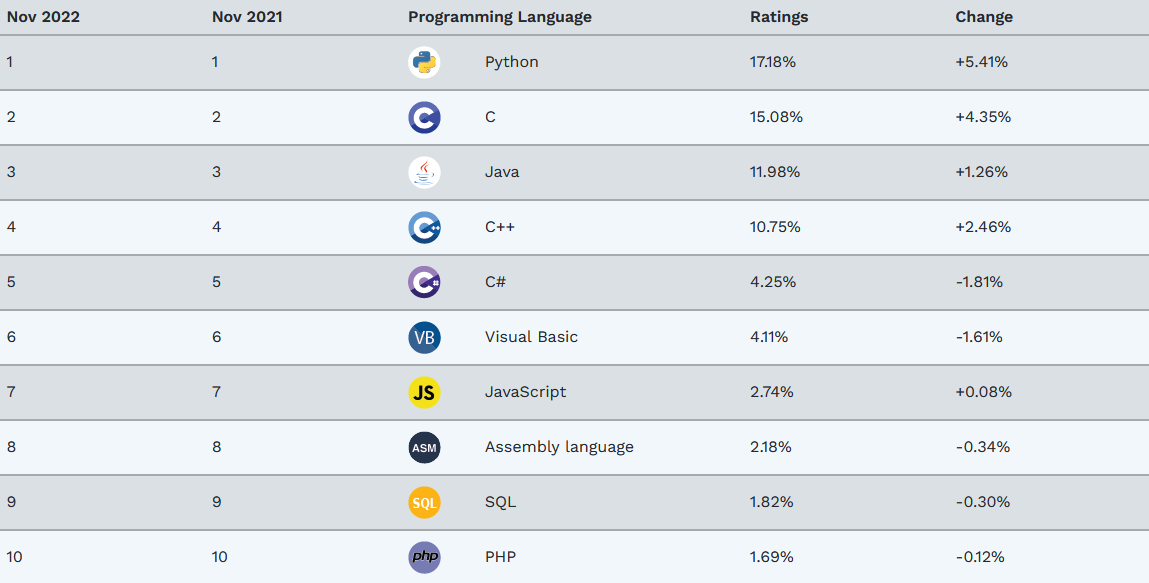 Nov 2022 Nov 2021 Programming Language Ratings Change
1 1 Python 17.18% +5.41%
2 2 C 15.08% +4.35%
3 3 Java 11.98% +1.26%
4 4 C++ 10.75% +2.46%
5 5 C# 4.25% -1.81%
6 6 VB Visual Basic 4.11% -1.61%
7 7 JS JavaScript 2.74% +0.08%
8 8 ASM Assembly language 2.18% -0.34%
9 9 SQL SQL 1.82% -0.30%
10 10 php PHP 1.69% -0.12%